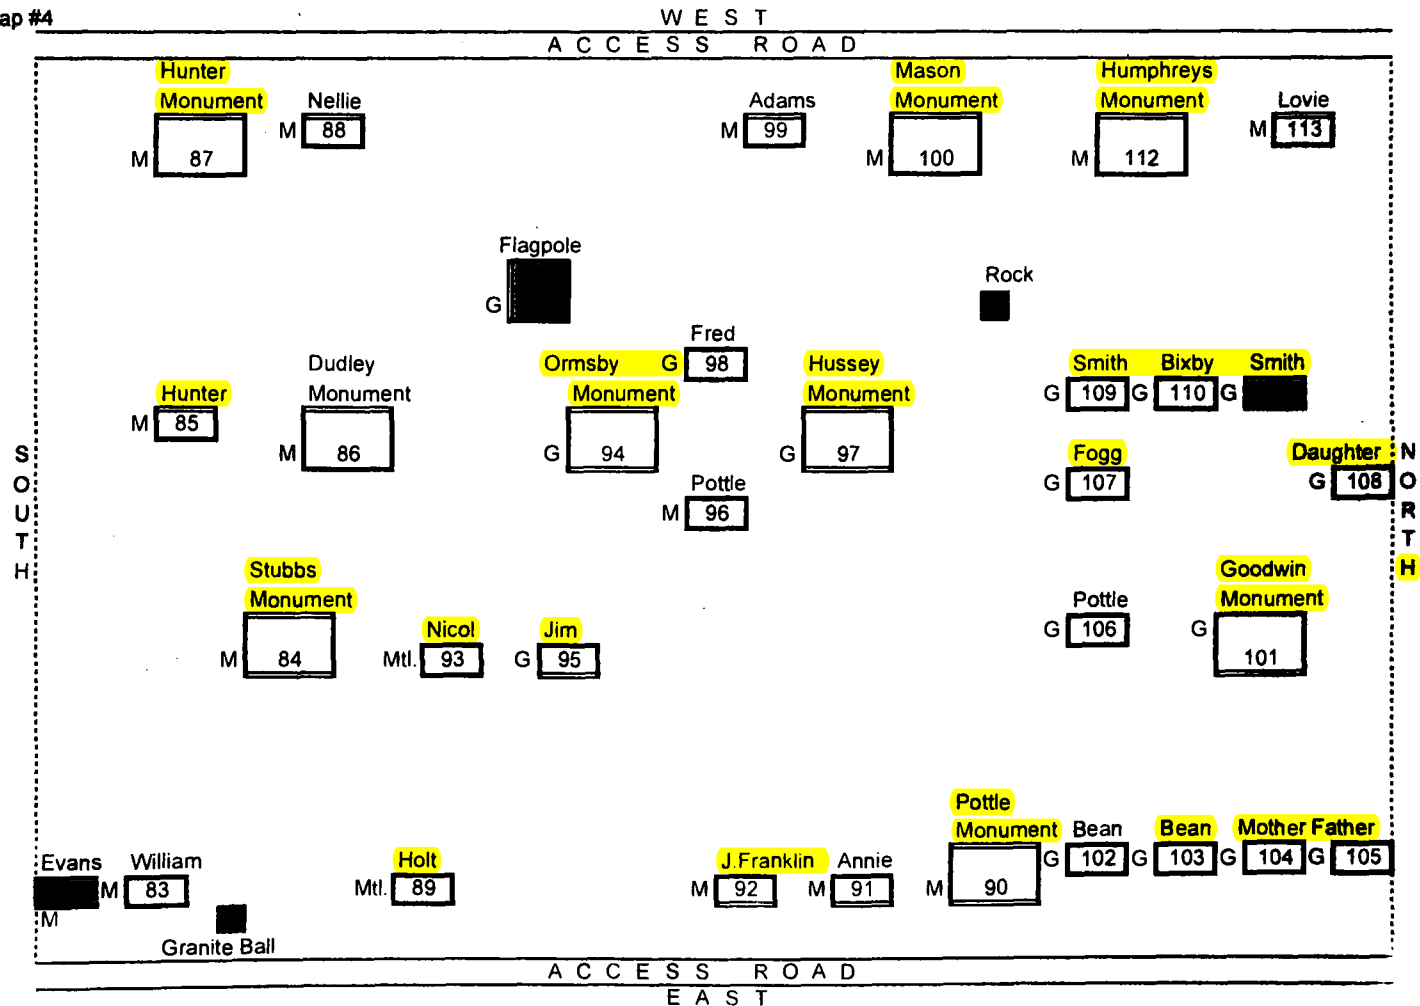 ap #4
WEST
ACCESS ROAD
Hunter Mason Humphreys
Monument Nellie Adams Monument Monument Lovie
M 87 M 88 M 99 M 100 M 112 M 113
Flagpole
G
Rock
Fred
Dudley Ormsby G 98 Hussey Smith Bixby Smith
Hunter Monument Monument Monument G 109 G 110 G
M 85 M 86 G 94 G 97
Fogg Daughter
G 107 G 108
Pottle
M 96
SOUTH
NORTH
Stubbs Goodwin
Monument Nicol Jim Pottle Monument
M 84 Mtl. 93 G 95 G 106 G 101
Pottle
Monument Bean Bean Mother Father
Evans William Holt J.Franklin Annie G 102 G 103 G 104 G 105
M 83 Mtl. 89 M 92 M 91 M 90
M
Granite Ball
ACCESS ROAD
EAST